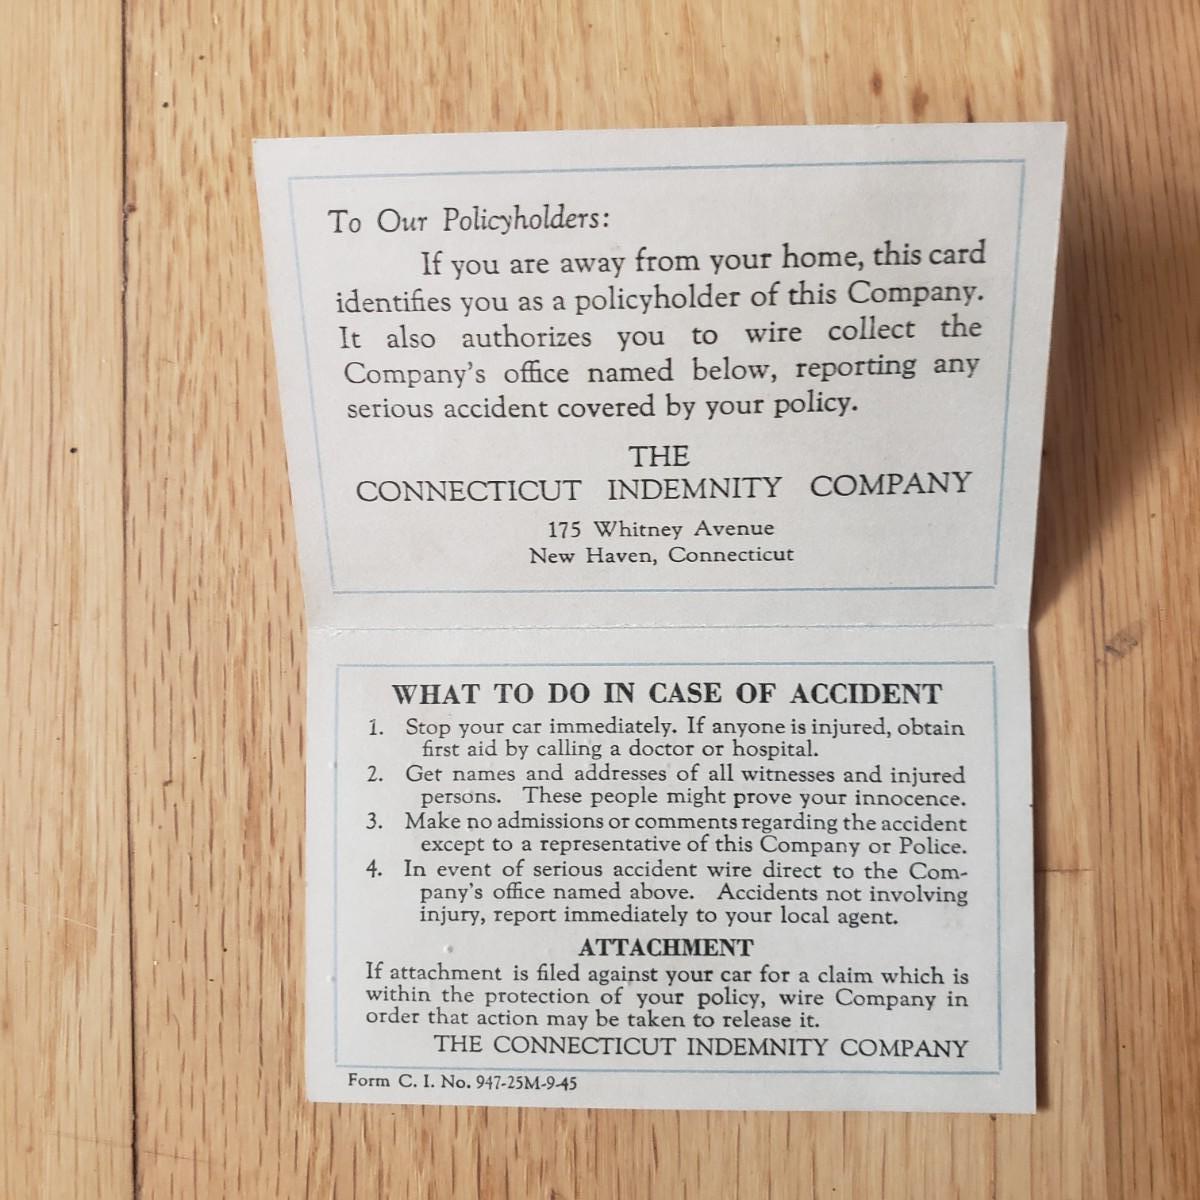 To Our Policyholders:
If you are away from your home, this card
identifies you as a policyholder of this Company.
It also authorizes you to wire collect the
Company's office named below, reporting any
serious accident covered by your policy.
THE
CONNECTICUT INDEMNITY COMPANY
175 Whitney Avenue
New Haven, Connecticut
WHAT TO DO IN CASE OF ACCIDENT
1. Stop your car immediately. If anyone is injured, obtain
first aid by calling a doctor or hospital.
2. Get names and addresses of all witnesses and injured
persons. These people might prove your innocence.
3. Make no admissions or comments regarding the accident
except to a representative of this Company or Police.
4. In event of serious accident wire direct to the Com-
pany's office named above. Accidents not involving
injury, report immediately to your local agent.
ATTACHMENT
If attachment is filed against your car for a claim which is
within the protection of your policy, wire Company in
order that action may be taken to release it.
THE CONNECTICUT INDEMNITY COMPANY
Form C. I. No. 947-25M-9-45